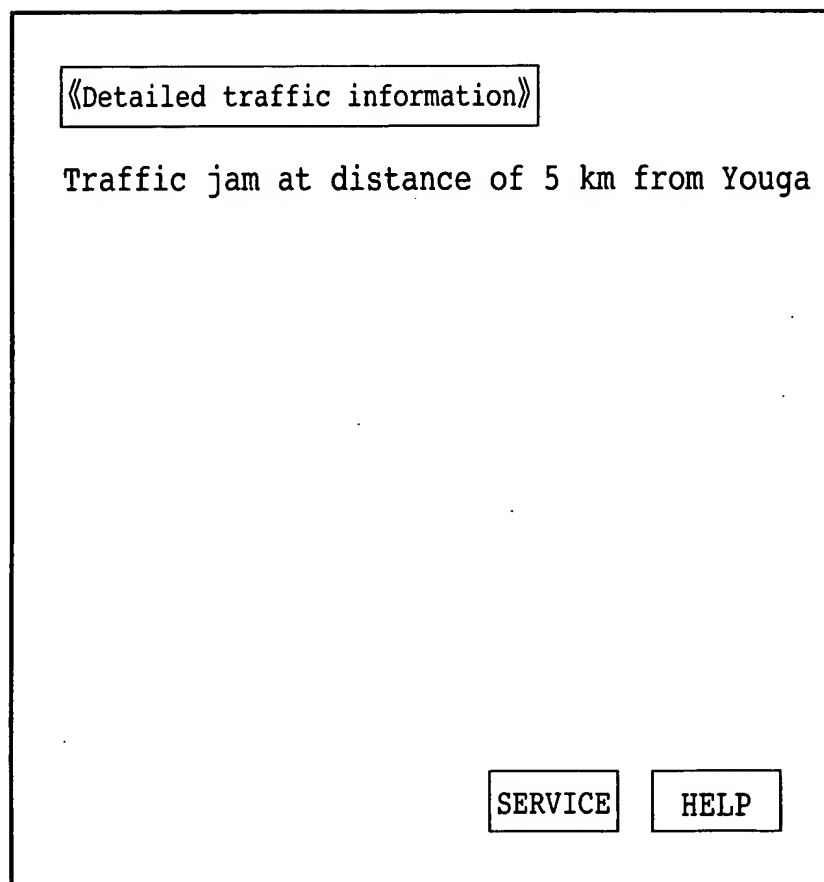 《Detailed traffic information》
Traffic jam at distance of 5 km from Youga
SERVICE HELP